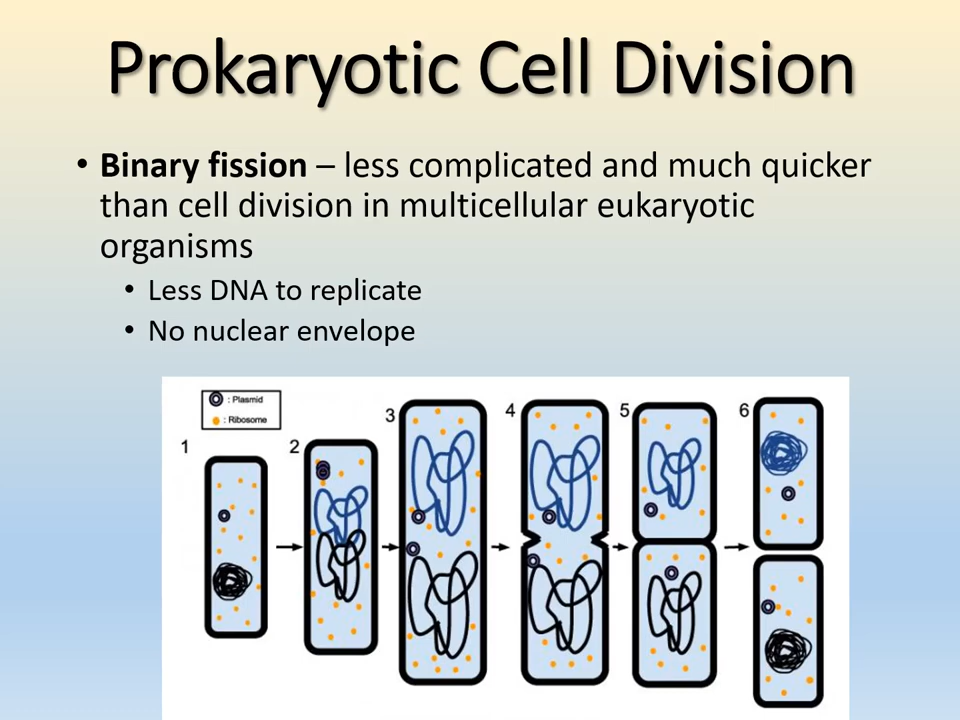 Prokaryotic Cell Division
• Binary fission – less complicated and much quicker
than cell division in multicellular eukaryotic
organisms
• Less DNA to replicate
• No nuclear envelope
: Plasmid
: Ribosome
1
2
3
4
5
6